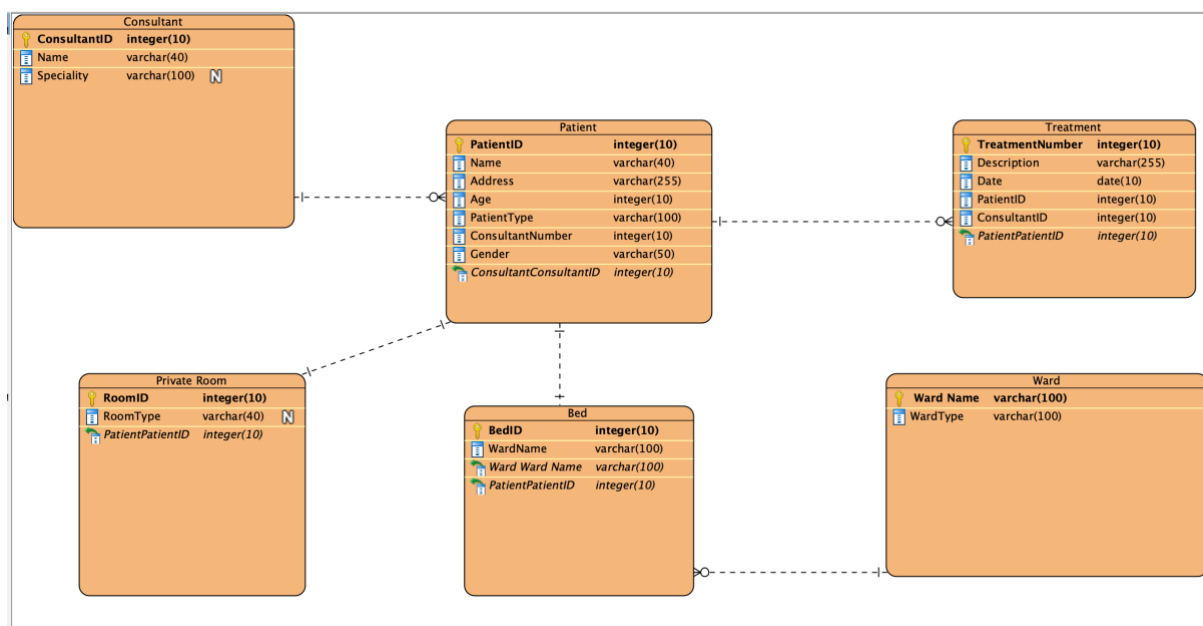 Consultant
ConsultantID integer(10)
Name varchar(40)
Speciality varchar(100) N
Patient
PatientID integer(10)
Name varchar(40)
Address varchar(255)
Age integer(10)
PatientType varchar(100)
ConsultantNumber integer(10)
Gender varchar(50)
ConsultantConsultantID integer(10)
Treatment
TreatmentNumber integer(10)
Description varchar(255)
Date date(10)
PatientID integer(10)
ConsultantID integer(10)
PatientPatientID integer(10)
Private Room
RoomID integer(10)
RoomType varchar(40) N
PatientPatientID integer(10)
Bed
BedID integer(10)
WardName varchar(100)
Ward Ward Name varchar(100)
PatientPatientID integer(10)
Ward
Ward Name varchar(100)
WardType varchar(100)